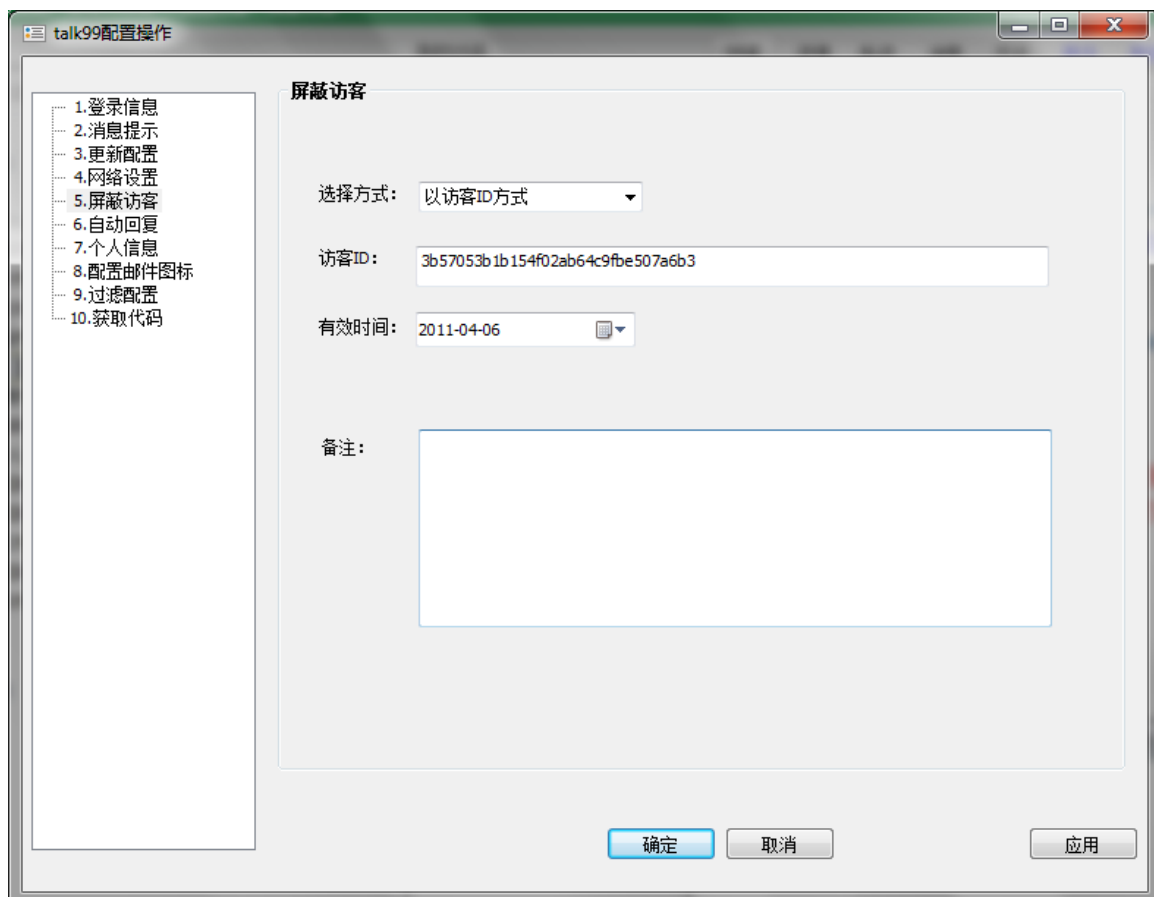 talk99配置操作
1.登录信息
2.消息提示
3.更新配置
4.网络设置
5.屏蔽访客
6.自动回复
7.个人信息
8.配置邮件图标
9.过滤配置
10.获取代码
屏蔽访客
选择方式： 以访客ID方式
访客ID： 3b57053b1b154f02ab64c9fbe507a6b3
有效时间： 2011-04-06
备注：
确定 取消 应用